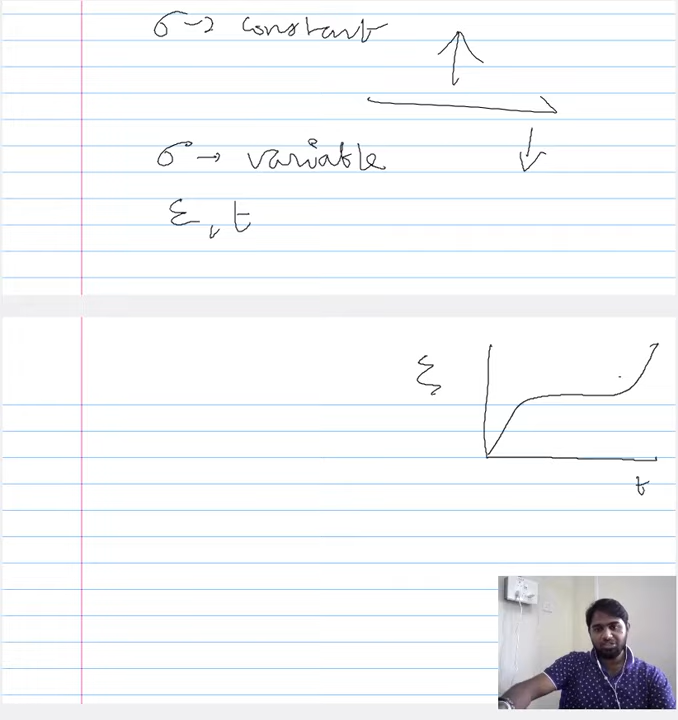 σ → constant
σ → variable
ε, t
ε
t